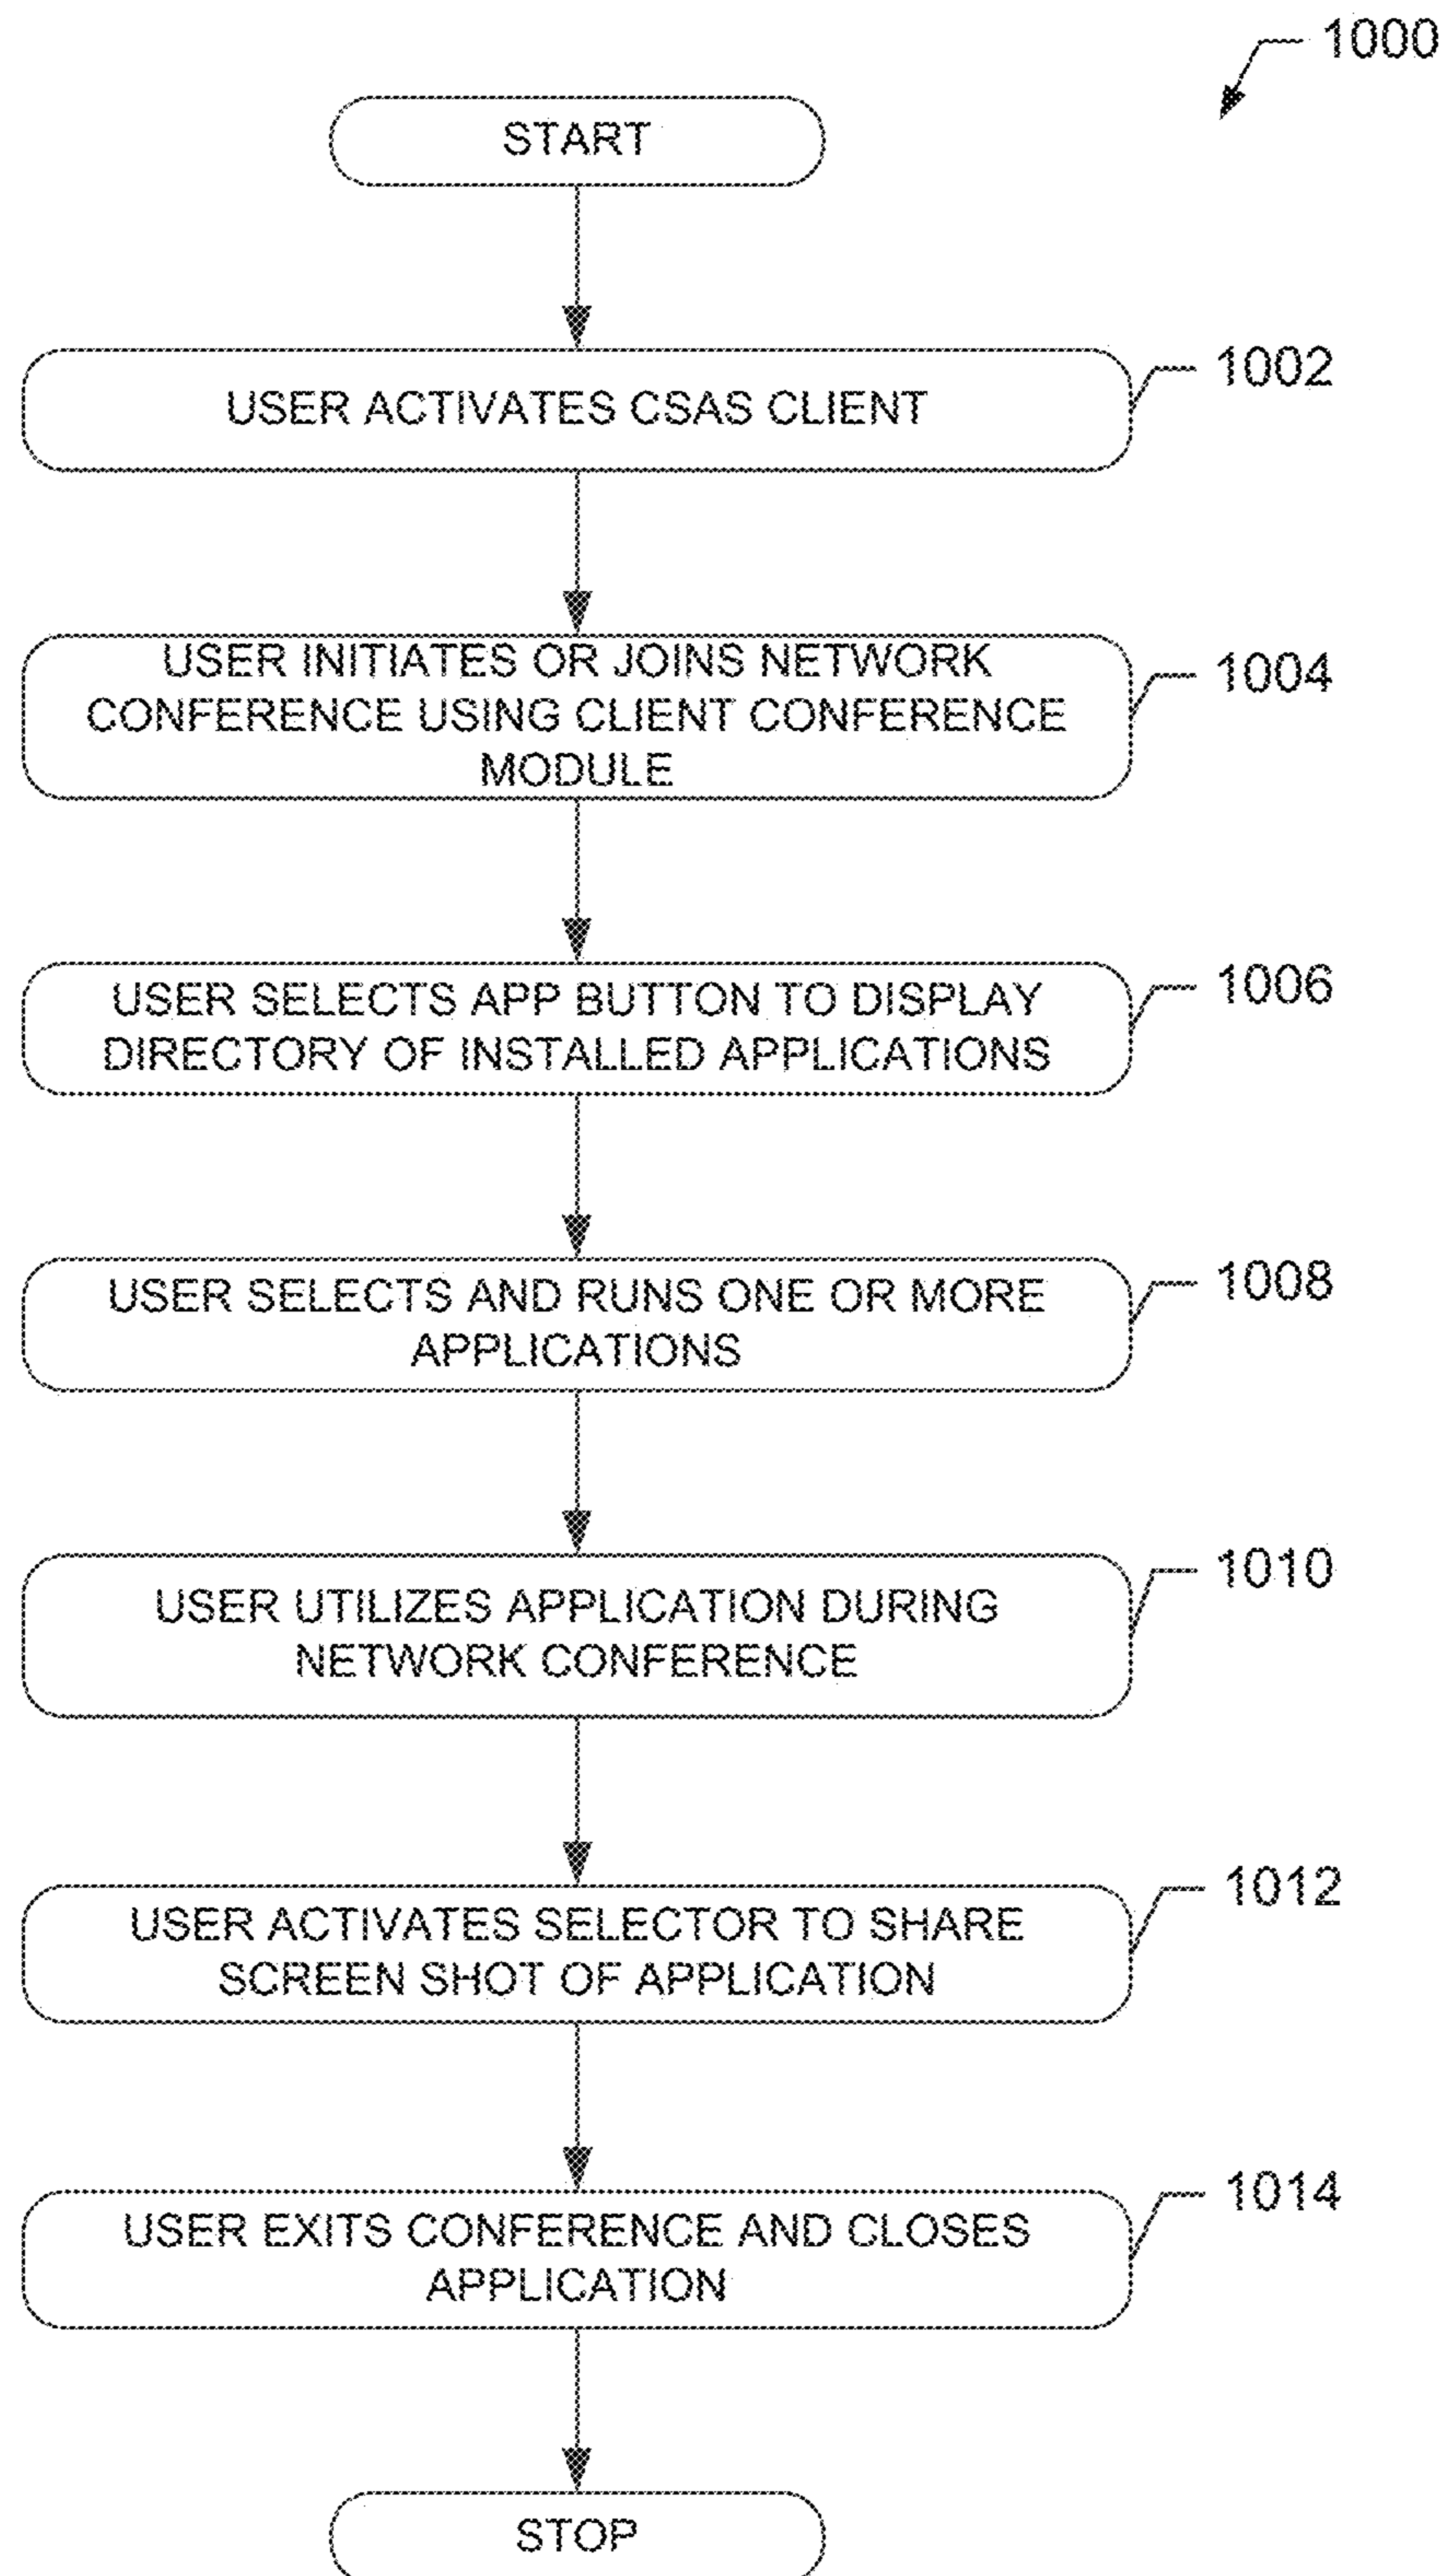 1000
START
USER ACTIVATES CSAS CLIENT
1002
USER INITIATES OR JOINS NETWORK
CONFERENCE USING CLIENT CONFERENCE
MODULE
1004
USER SELECTS APP BUTTON TO DISPLAY
DIRECTORY OF INSTALLED APPLICATIONS
1006
USER SELECTS AND RUNS ONE OR MORE
APPLICATIONS
1008
USER UTILIZES APPLICATION DURING
NETWORK CONFERENCE
1010
USER ACTIVATES SELECTOR TO SHARE
SCREEN SHOT OF APPLICATION
1012
USER EXITS CONFERENCE AND CLOSES
APPLICATION
1014
STOP